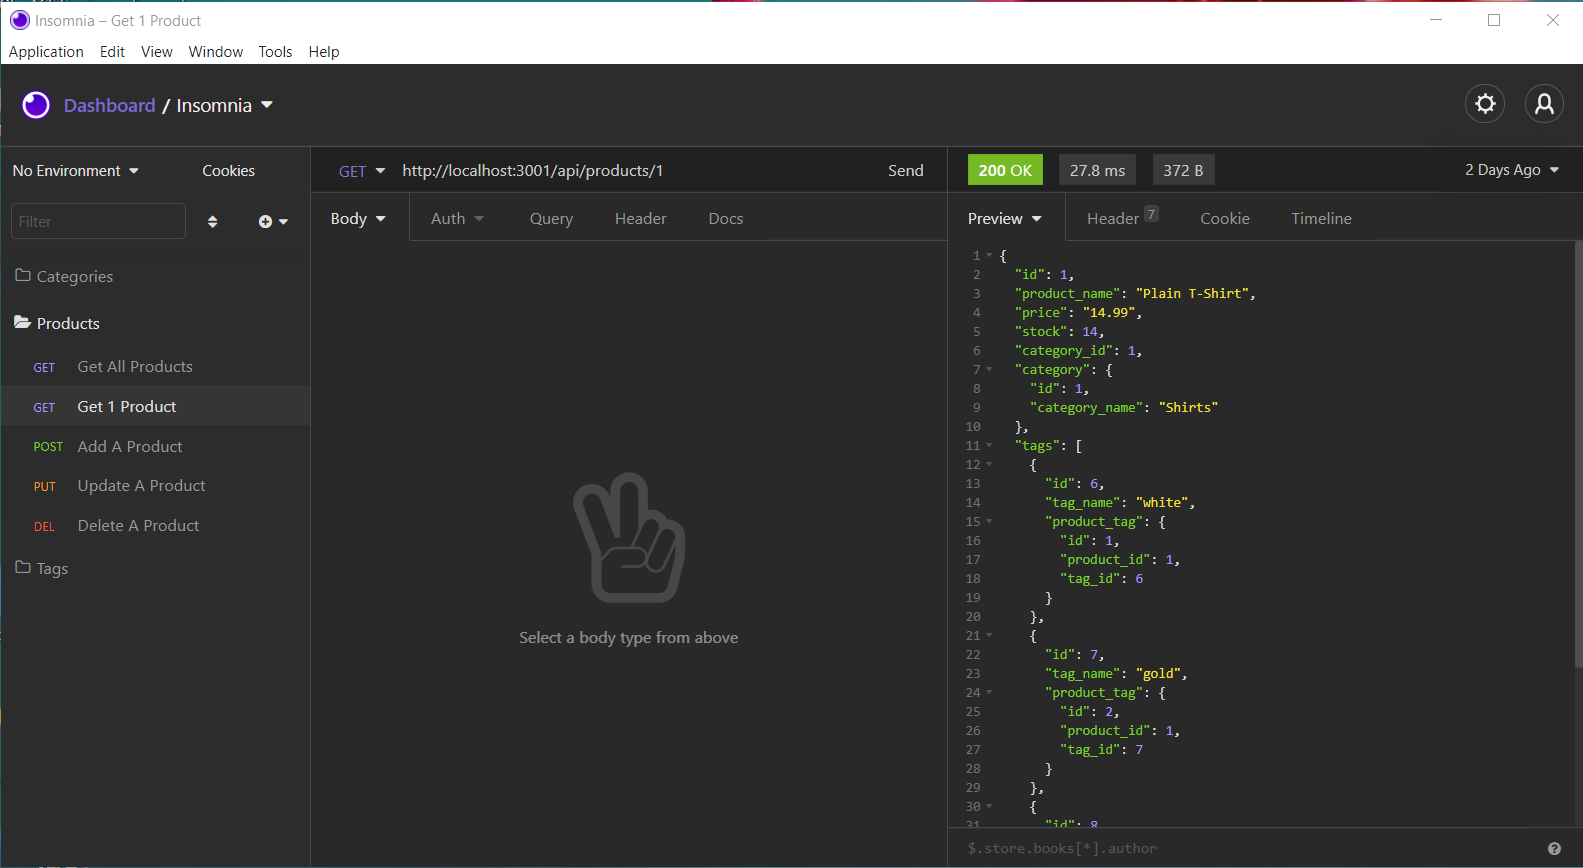 Insomnia – Get 1 Product
Application Edit View Window Tools Help
Dashboard / Insomnia
No Environment Cookies
Filter
Categories
Products
GET Get All Products
GET Get 1 Product
POST Add A Product
PUT Update A Product
DEL Delete A Product
Tags
GET http://localhost:3001/api/products/1 Send
Body Auth Query Header Docs
Select a body type from above
200 OK 27.8 ms 372 B 2 Days Ago
Preview Header 7 Cookie Timeline
1 {
2 "id": 1,
3 "product_name": "Plain T-Shirt",
4 "price": "14.99",
5 "stock": 14,
6 "category_id": 1,
7 "category": {
8 "id": 1,
9 "category_name": "Shirts"
10 },
11 "tags": [
12 {
13 "id": 6,
14 "tag_name": "white",
15 "product_tag": {
16 "id": 1,
17 "product_id": 1,
18 "tag_id": 6
19 }
20 },
21 {
22 "id": 7,
23 "tag_name": "gold",
24 "product_tag": {
25 "id": 2,
26 "product_id": 1,
27 "tag_id": 7
28 }
29 },
30 {
31 "id": 8
$.store.books[*].author